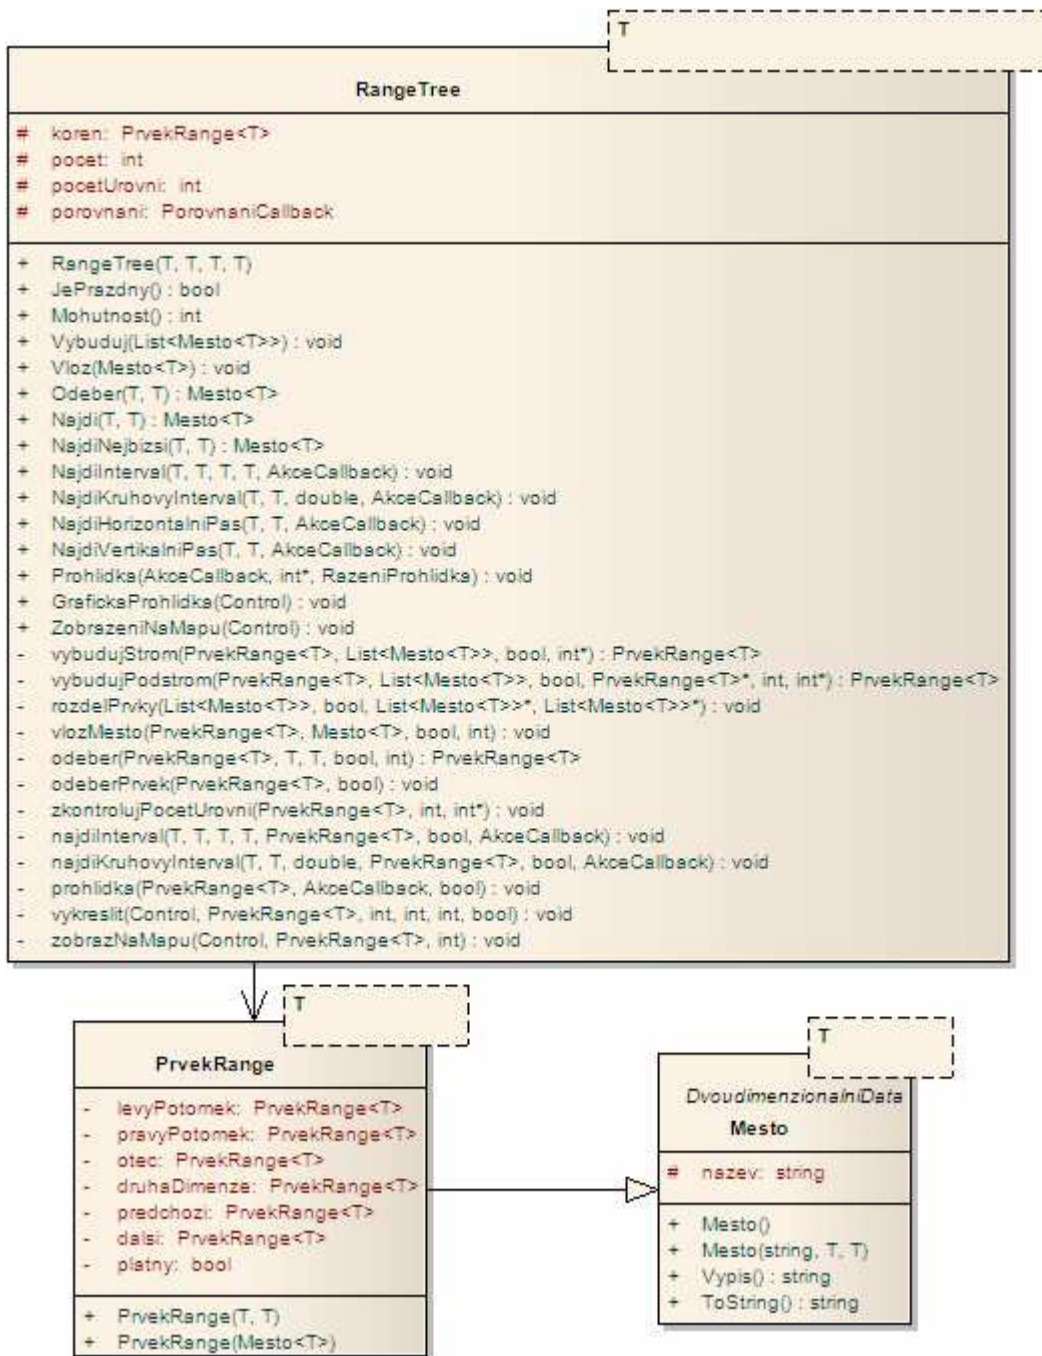 T
RangeTree
# koren: PrvekRange<T>
# pocet: int
# pocetUrovni: int
# porovnani: PorovnaniCallback
+ RangeTree(T, T, T, T)
+ JePrazdny() : bool
+ Mohutnost() : int
+ Vybuduj(List<Mesto<T>>) : void
+ Vloz(Mesto<T>) : void
+ Odeber(T, T) : Mesto<T>
+ Najdi(T, T) : Mesto<T>
+ NajdiNejbizsi(T, T) : Mesto<T>
+ NajdiInterval(T, T, T, T, AkceCallback) : void
+ NajdiKruhovyInterval(T, T, double, AkceCallback) : void
+ NajdiHorizontalniPas(T, T, AkceCallback) : void
+ NajdiVertikalniPas(T, T, AkceCallback) : void
+ Prohlidka(AkceCallback, int*, RazeniProhlidka) : void
+ GrafickaProhlidka(Control) : void
+ ZobrazeniNaMapu(Control) : void
- vybudujStrom(PrvekRange<T>, List<Mesto<T>>, bool, int*) : PrvekRange<T>
- vybudujPodstrom(PrvekRange<T>, List<Mesto<T>>, bool, PrvekRange<T>*, int, int*) : PrvekRange<T>
- rozdelPrvky(List<Mesto<T>>, bool, List<Mesto<T>>*, List<Mesto<T>>*) : void
- vlozMesto(PrvekRange<T>, Mesto<T>, bool, int) : void
- odeber(PrvekRange<T>, T, T, bool, int) : PrvekRange<T>
- odeberPrvek(PrvekRange<T>, bool) : void
- zkontrolujPocetUrovni(PrvekRange<T>, int, int*) : void
- najdiInterval(T, T, T, T, PrvekRange<T>, bool, AkceCallback) : void
- najdiKruhovyInterval(T, T, double, PrvekRange<T>, bool, AkceCallback) : void
- prohlidka(PrvekRange<T>, AkceCallback, bool) : void
- vykreslit(Control, PrvekRange<T>, int, int, int, bool) : void
- zobrazNaMapu(Control, PrvekRange<T>, int) : void
T
PrvekRange
- levyPotomek: PrvekRange<T>
- pravyPotomek: PrvekRange<T>
- otec: PrvekRange<T>
- druhaDimenze: PrvekRange<T>
- predchozi: PrvekRange<T>
- dalsi: PrvekRange<T>
- platny: bool
+ PrvekRange(T, T)
+ PrvekRange(Mesto<T>)
T
DvoudimenzionalniData
Mesto
# nazev: string
+ Mesto()
+ Mesto(string, T, T)
+ Vypis() : string
+ ToString() : string